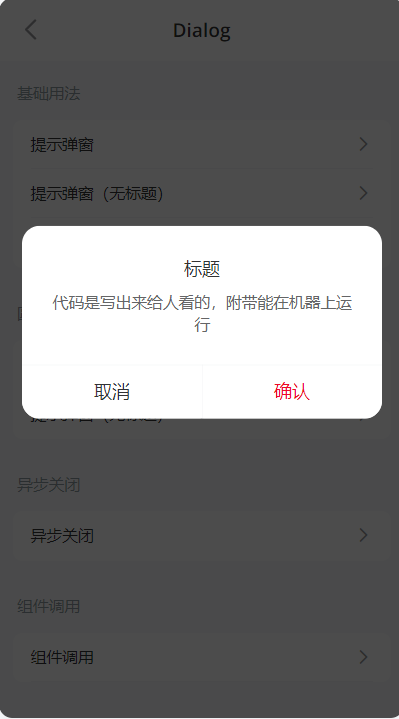 Dialog
基础用法
提示弹窗
提示弹窗（无标题）
标题
代码是写出来给人看的，附带能在机器上运
行
取消
确认
异步关闭
异步关闭
组件调用
组件调用